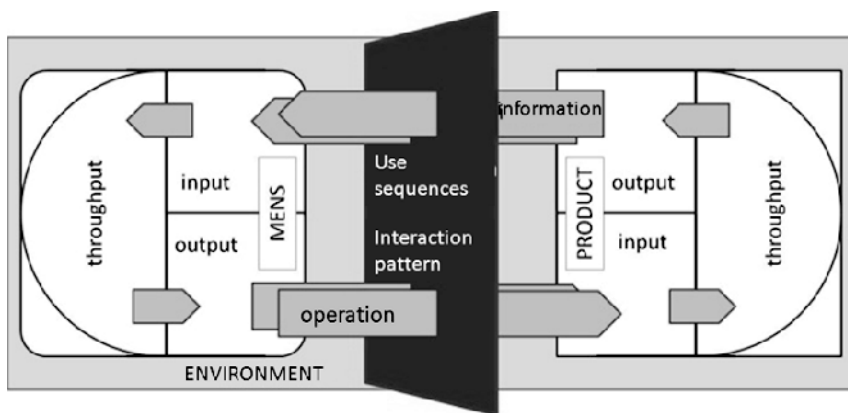 information
Use
sequences
throughput
input
MENS
PRODUCT
output
throughput
output
input
Interaction
pattern
operation
ENVIRONMENT